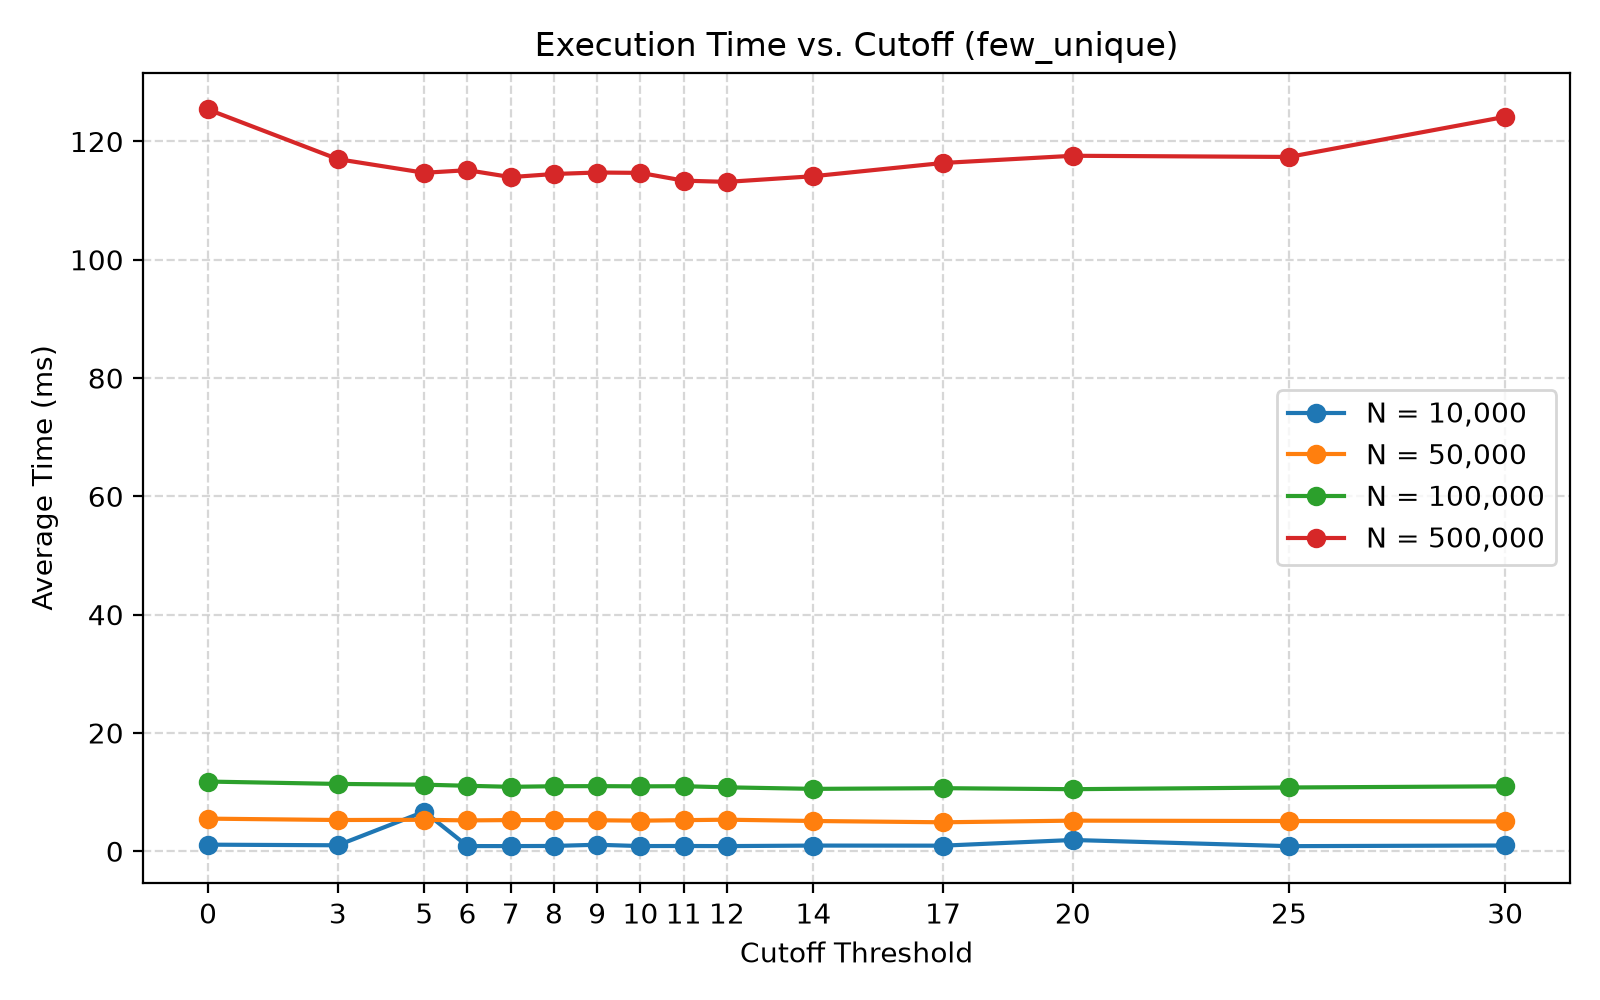 Execution Time vs. Cutoff (few_unique)
120
100
80
60
40
20
0
Average Time (ms)
N = 10,000
N = 50,000
N = 100,000
N = 500,000
0 3 5 6 7 8 9 10 11 12 14 17 20 25 30
Cutoff Threshold